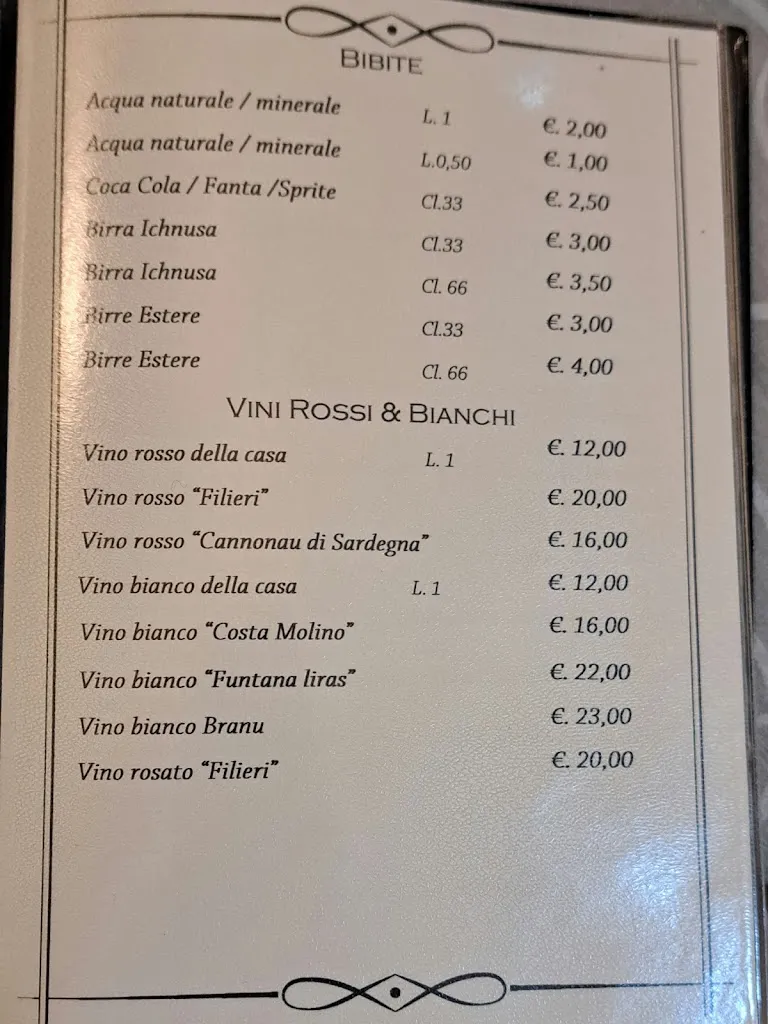 BIBITE
Acqua naturale / minerale L. 1 €. 2,00
Acqua naturale / minerale L.0,50 €. 1,00
Coca Cola / Fanta /Sprite Cl.33 €. 2,50
Birra Ichnusa Cl.33 €. 3,00
Birra Ichnusa Cl. 66 €. 3,50
Birre Estere Cl.33 €. 3,00
Birre Estere Cl. 66 €. 4,00
VINI ROSSI & BIANCHI
Vino rosso della casa L. 1 €. 12,00
Vino rosso “Filieri” €. 20,00
Vino rosso “Cannonau di Sardegna” €. 16,00
Vino bianco della casa L. 1 €. 12,00
Vino bianco “Costa Molino” €. 16,00
Vino bianco “Funtana liras” €. 22,00
Vino bianco Branu €. 23,00
Vino rosato “Filieri” €. 20,00